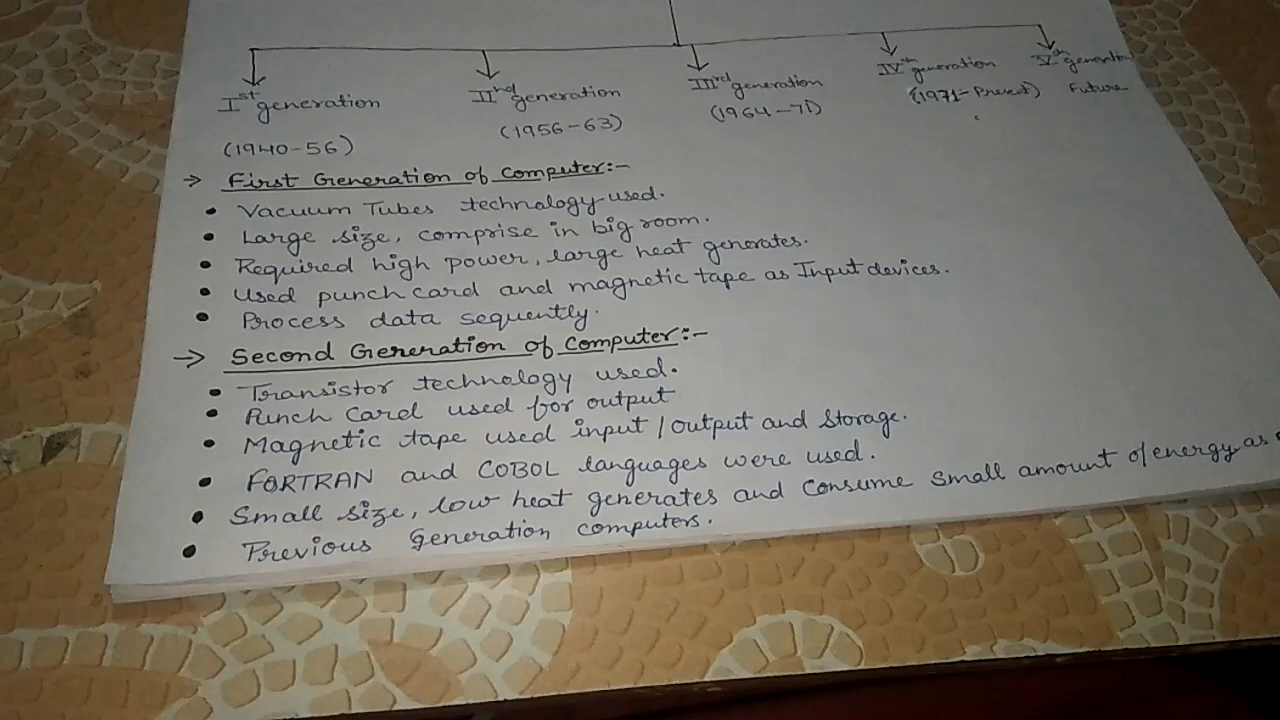 Ist generation IInd generation IIIrd generation IVth generation Vth generation
(1940-56) (1956-63) (1964-71) (1971-Present) Future
→ First Generation of Computer:-
• Vacuum Tubes technology used.
• Large size, comprise in big room.
• Required high power, large heat generates.
• Used punch card and magnetic tape as Input devices.
• Process data sequently.
→ Second Generation of Computer:-
• Transistor technology used.
• Punch Card used for output
• Magnetic tape used input / output and Storage.
• FORTRAN and COBOL languages were used.
• Small size, low heat generates and Consume Small amount of energy as
• Previous generation computers.